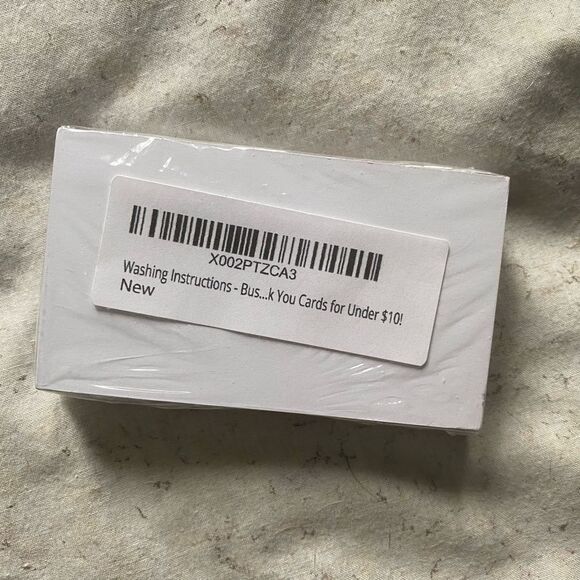 X002PTZCA3
Washing Instructions - Bus...k You Cards for Under $10!
New